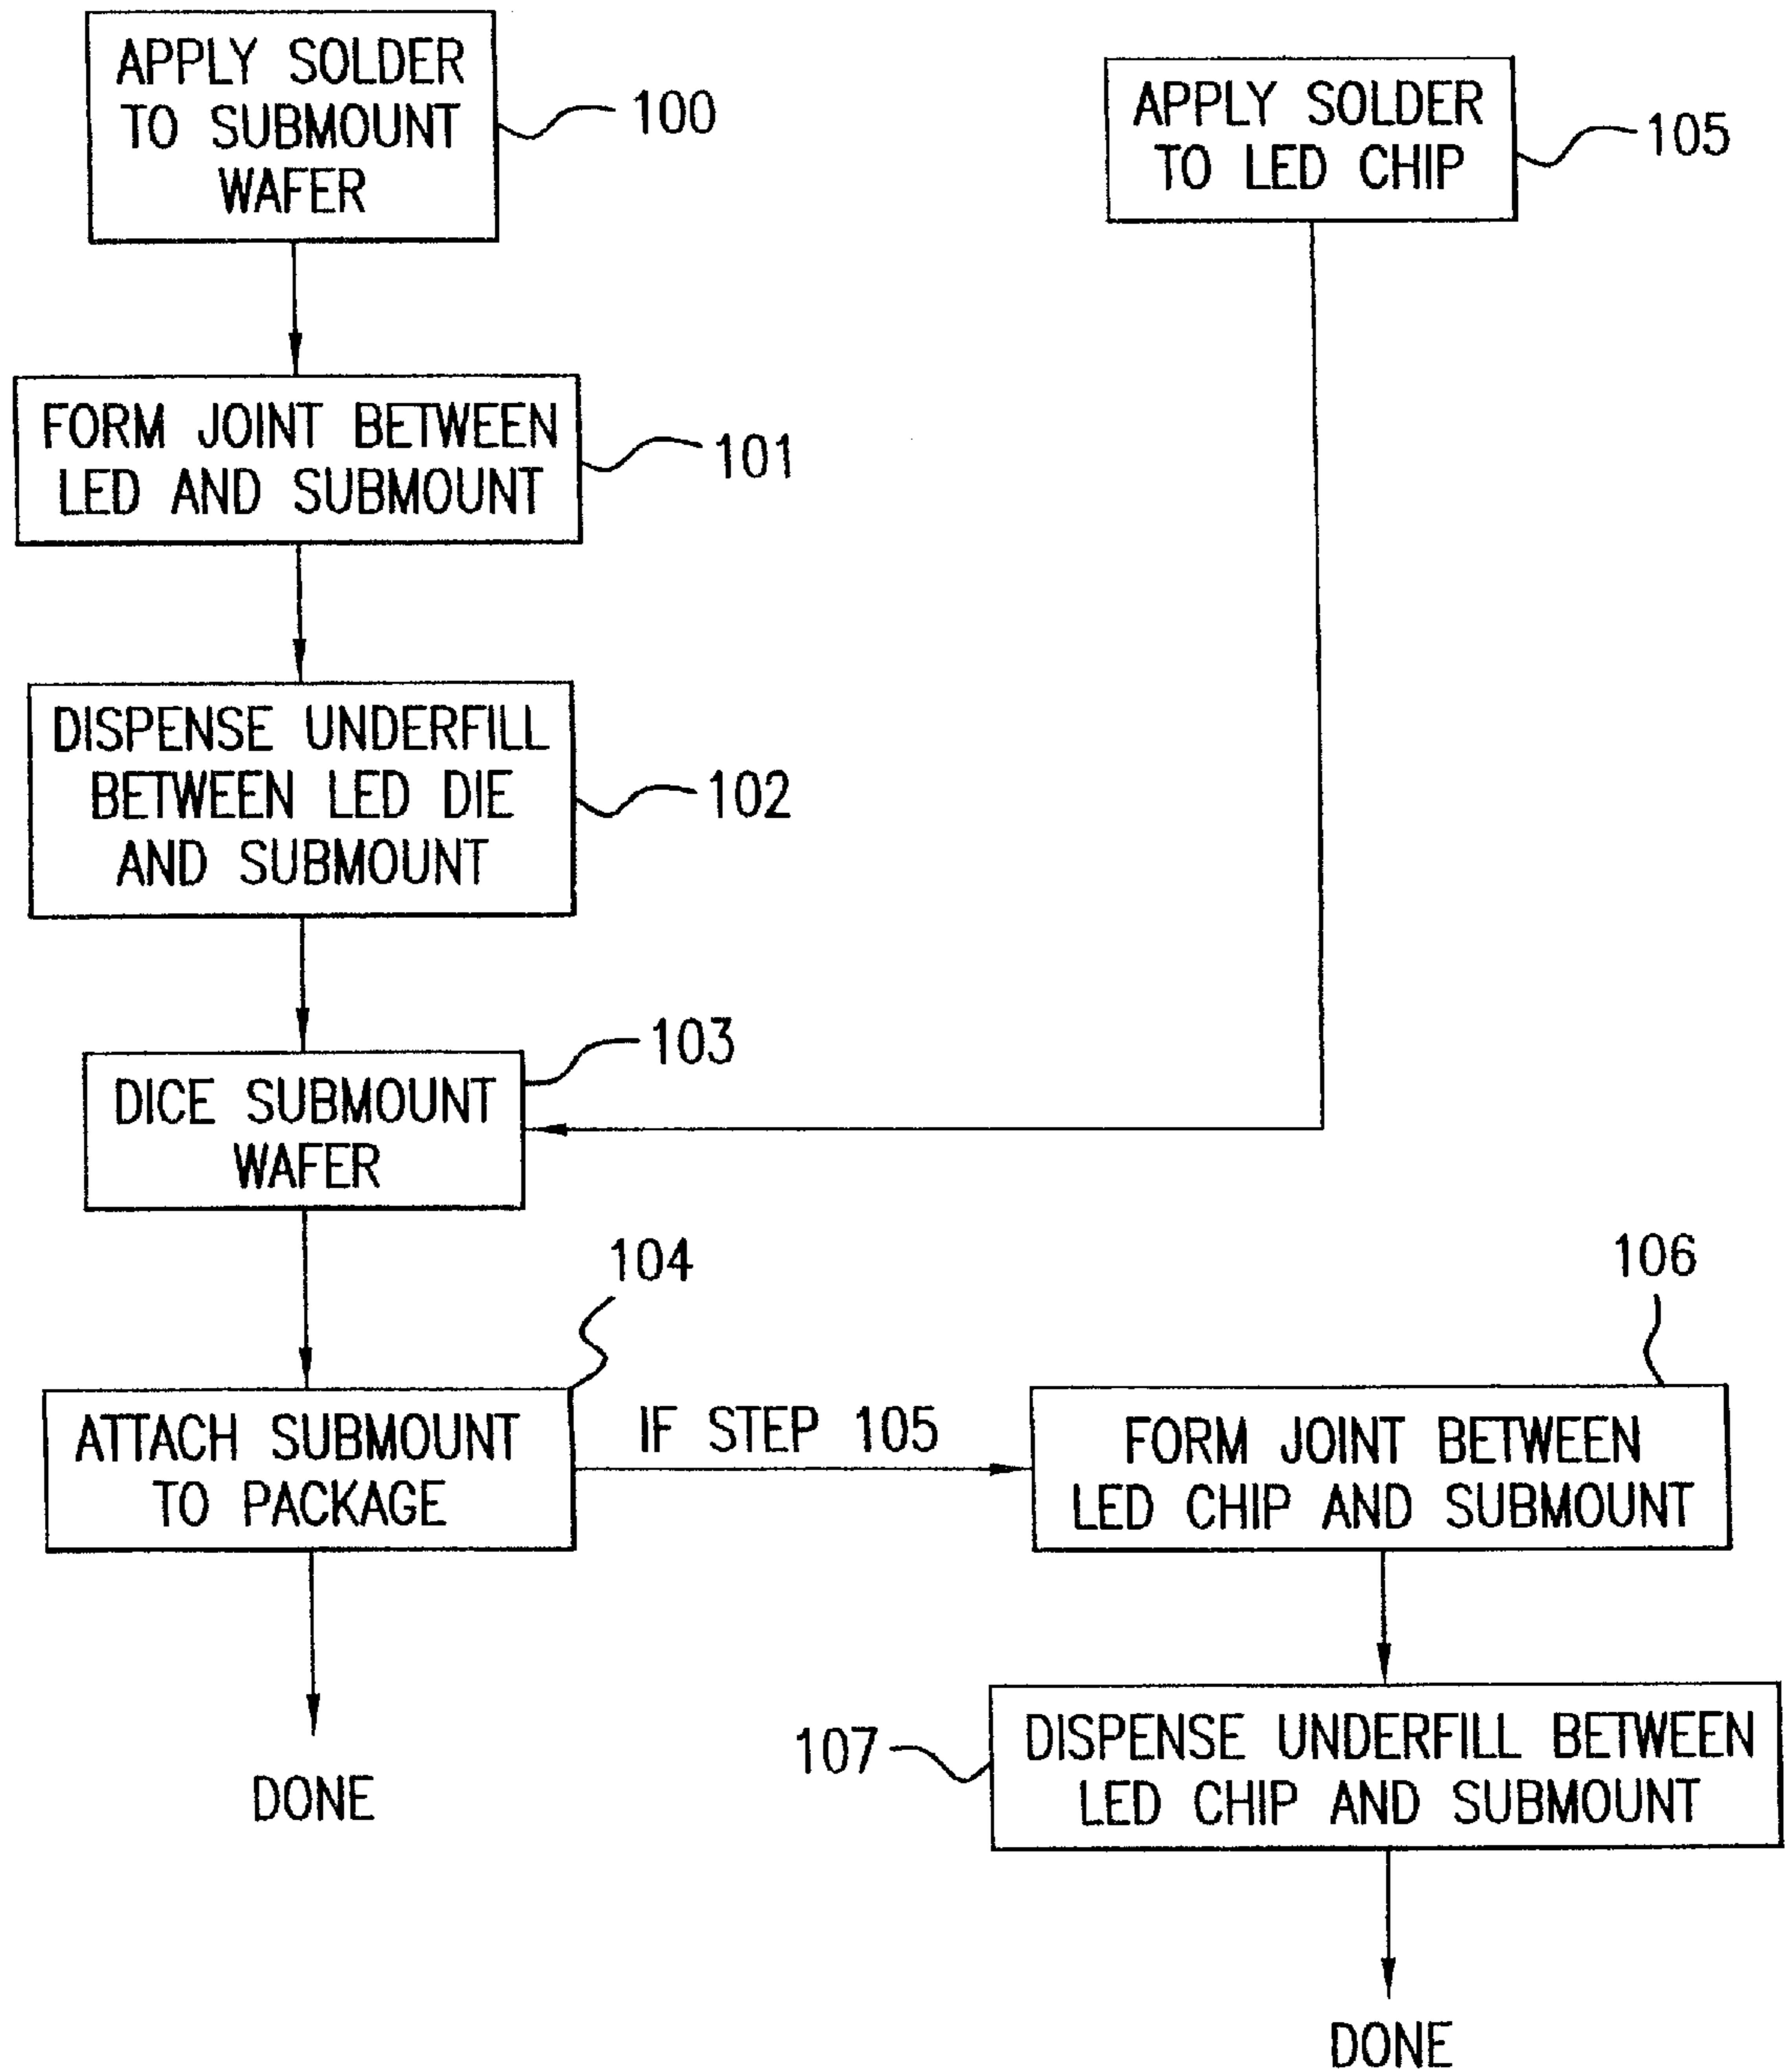 APPLY SOLDER
TO SUBMOUNT
WAFER
100
APPLY SOLDER
TO LED CHIP
105
FORM JOINT BETWEEN
LED AND SUBMOUNT
101
DISPENSE UNDERFILL
BETWEEN LED DIE
AND SUBMOUNT
102
DICE SUBMOUNT
WAFER
103
ATTACH SUBMOUNT
TO PACKAGE
104
IF STEP 105
FORM JOINT BETWEEN
LED CHIP AND SUBMOUNT
106
DISPENSE UNDERFILL BETWEEN
LED CHIP AND SUBMOUNT
107
DONE
DONE